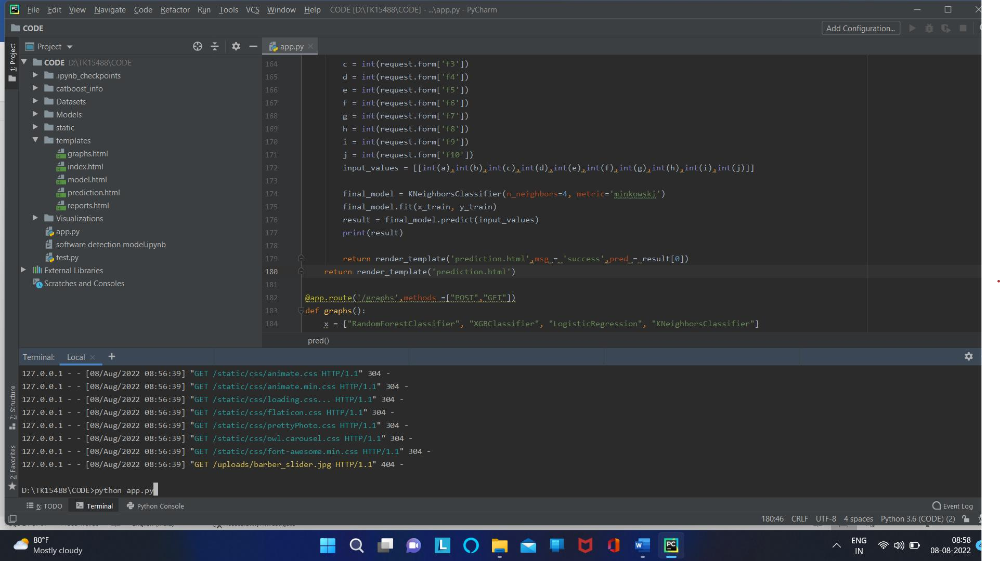 File Edit View Navigate Code Refactor Run Tools VCS Window Help CODE [D:\TK15488\CODE] - ...\app.py - PyCharm
CODE
Add Configuration...
Project
app.py
1: Project
CODE D:\TK15488\CODE
.ipynb_checkpoints
catboost_info
Datasets
Models
static
templates
graphs.html
index.html
model.html
prediction.html
reports.html
Visualizations
app.py
software detection model.ipynb
test.py
External Libraries
Scratches and Consoles
164 c = int(request.form['f3'])
165 d = int(request.form['f4'])
166 e = int(request.form['f5'])
167 f = int(request.form['f6'])
168 g = int(request.form['f7'])
169 h = int(request.form['f8'])
170 i = int(request.form['f9'])
171 j = int(request.form['f10'])
172 input_values = [[int(a),int(b),int(c),int(d),int(e),int(f),int(g),int(h),int(i),int(j)]]
173
174 final_model = KNeighborsClassifier(n_neighbors=4, metric='minkowski')
175 final_model.fit(x_train, y_train)
176 result = final_model.predict(input_values)
177 print(result)
178
179 return render_template('prediction.html',msg = 'success',pred = result[0])
180 return render_template('prediction.html')
181
182 @app.route('/graphs',methods =["POST","GET"])
183 def graphs():
184 x = ["RandomForestClassifier", "XGBClassifier", "LogisticRegression", "KNeighborsClassifier"]
pred()
Terminal: Local +
127.0.0.1 - - [08/Aug/2022 08:56:39] "GET /static/css/animate.css HTTP/1.1" 304 -
127.0.0.1 - - [08/Aug/2022 08:56:39] "GET /static/css/animate.min.css HTTP/1.1" 304 -
127.0.0.1 - - [08/Aug/2022 08:56:39] "GET /static/css/loading.css... HTTP/1.1" 304 -
127.0.0.1 - - [08/Aug/2022 08:56:39] "GET /static/css/flaticon.css HTTP/1.1" 304 -
127.0.0.1 - - [08/Aug/2022 08:56:39] "GET /static/css/prettyPhoto.css HTTP/1.1" 304 -
127.0.0.1 - - [08/Aug/2022 08:56:39] "GET /static/css/owl.carousel.css HTTP/1.1" 304 -
127.0.0.1 - - [08/Aug/2022 08:56:39] "GET /static/css/font-awesome.min.css HTTP/1.1" 304 -
127.0.0.1 - - [08/Aug/2022 08:56:39] "GET /uploads/barber_slider.jpg HTTP/1.1" 404 -
D:\TK15488\CODE>python app.py
7: Structure
2: Favorites
6: TODO Terminal Python Console Event Log
180:46 CRLF UTF-8 4 spaces Python 3.6 (CODE) (2)
80°F
Mostly cloudy
ENG
IN
08:58
08-08-2022